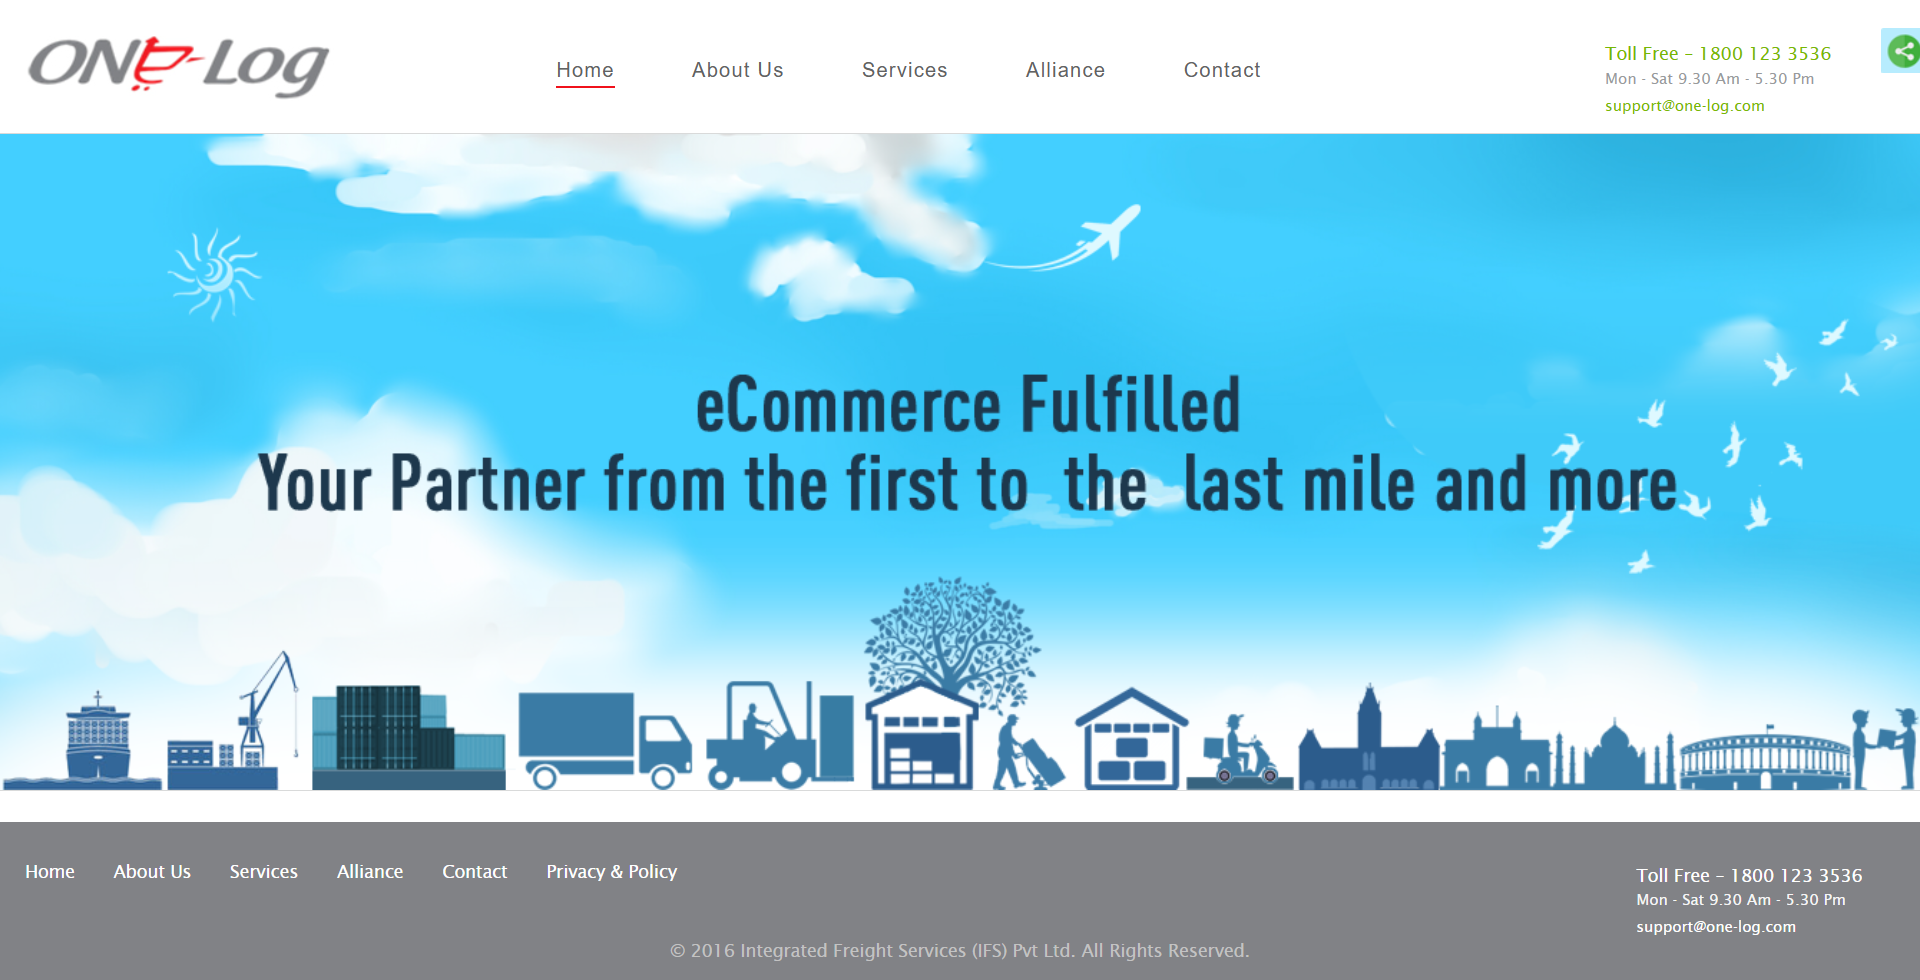 ONe-Log
Home
About Us
Services
Alliance
Contact
Toll Free – 1800 123 3536
Mon - Sat 9.30 Am - 5.30 Pm
support@one-log.com
eCommerce Fulfilled
Your Partner from the first to the last mile and more
Home
About Us
Services
Alliance
Contact
Privacy & Policy
Toll Free – 1800 123 3536
Mon - Sat 9.30 Am - 5.30 Pm
support@one-log.com
© 2016 Integrated Freight Services (IFS) Pvt Ltd. All Rights Reserved.